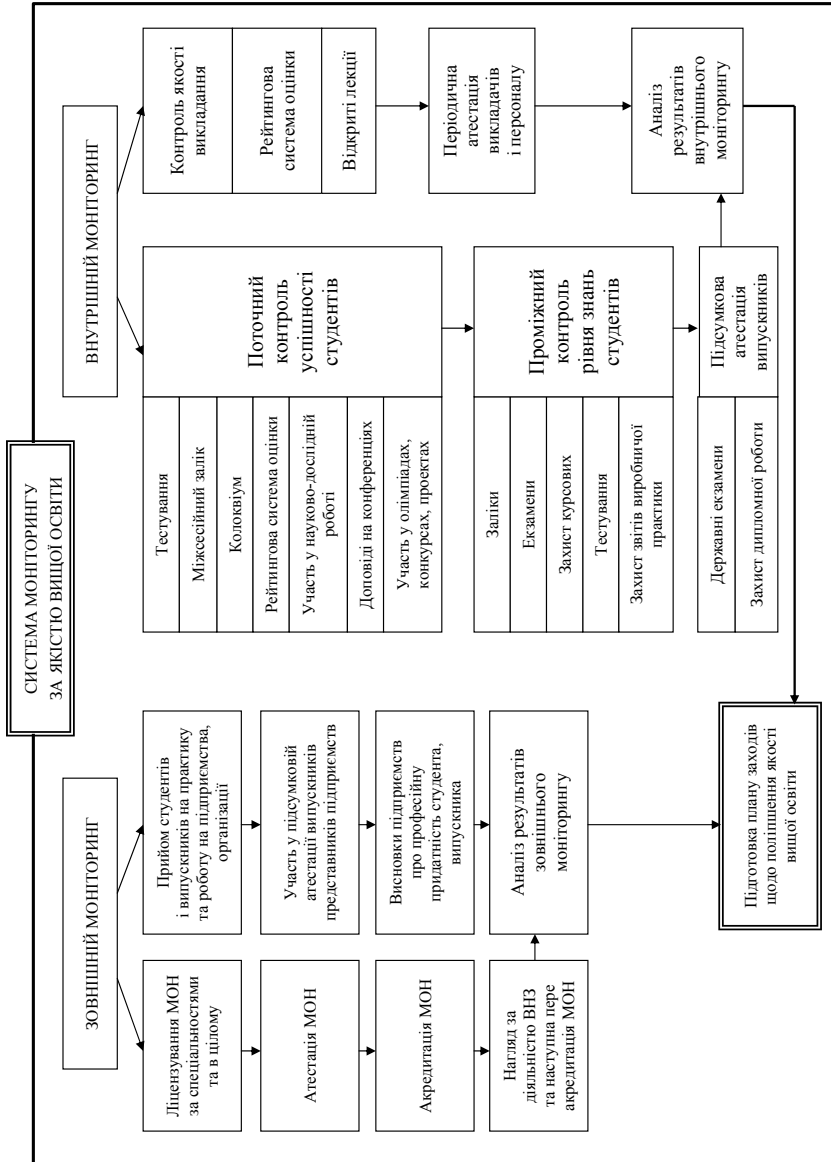 СИСТЕМА МОНІТОРИНГУ
ЗА ЯКІСТЮ ВИЩОЇ ОСВІТИ
ЗОВНІШНІЙ МОНІТОРИНГ
Ліцензування МОН
за спеціальностями
та в цілому
Атестація МОН
Акредитація МОН
Нагляд за
діяльністю ВНЗ
та наступна пере
акредитація МОН
Прийом студентів
і випускників на практику
та роботу на підприємства,
організації
Участь у підсумковій
атестації випускників
представників підприємств
Висновки підприємств
про професійну
придатність студента,
випускника
Аналіз результатів
зовнішнього
моніторингу
ВНУТРІШНІЙ МОНІТОРИНГ
Тестування
Міжсесійний залік
Колоквіум
Рейтингова система оцінки
Участь у науково-дослідній
роботі
Доповіді на конференціях
Участь у олімпіадах,
конкурсах, проектах
Поточний
контроль
успішності
студентів
Заліки
Екзамени
Захист курсових
Тестування
Захист звітів виробничої
практики
Проміжний
контроль
рівня знань
студентів
Державні екзамени
Захист дипломної роботи
Підсумкова
атестація
випускників
Контроль якості
викладання
Рейтингова
система оцінки
Відкриті лекції
Періодична
атестація
викладачів
і персоналу
Аналіз
результатів
внутрішнього
моніторингу
Підготовка плану заходів
щодо поліпшення якості
вищої освіти